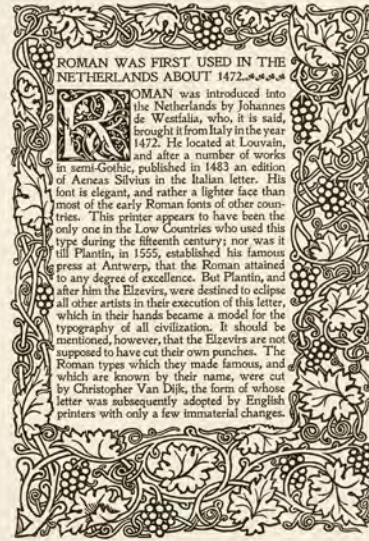 ROMAN WAS FIRST USED IN THE
NETHERLANDS ABOUT 1472.
ROMAN was introduced into
the Netherlands by Johannes
de Westfalia, who, it is said,
brought it from Italy in the year
1472. He located at Louvain,
and after a number of works
in semi-Gothic, published in 1483 an edition
of Aeneas Silvius in the Italian letter. His
font is elegant, and rather a lighter face than
most of the early Roman fonts of other coun-
tries. This printer appears to have been the
only one in the Low Countries who used this
type during the fifteenth century; nor was it
till Plantin, in 1555, established his famous
press at Antwerp, that the Roman attained
to any degree of excellence. But Plantin, and
after him the Elzevirs, were destined to eclipse
all other artists in their execution of this letter,
which in their hands became a model for the
typography of all civilization. It should be
mentioned, however, that the Elzevirs are not
supposed to have cut their own punches. The
Roman types which they made famous, and
which are known by their name, were cut
by Christopher Van Dijk, the form of whose
letter was subsequently adopted by English
printers with only a few immaterial changes.